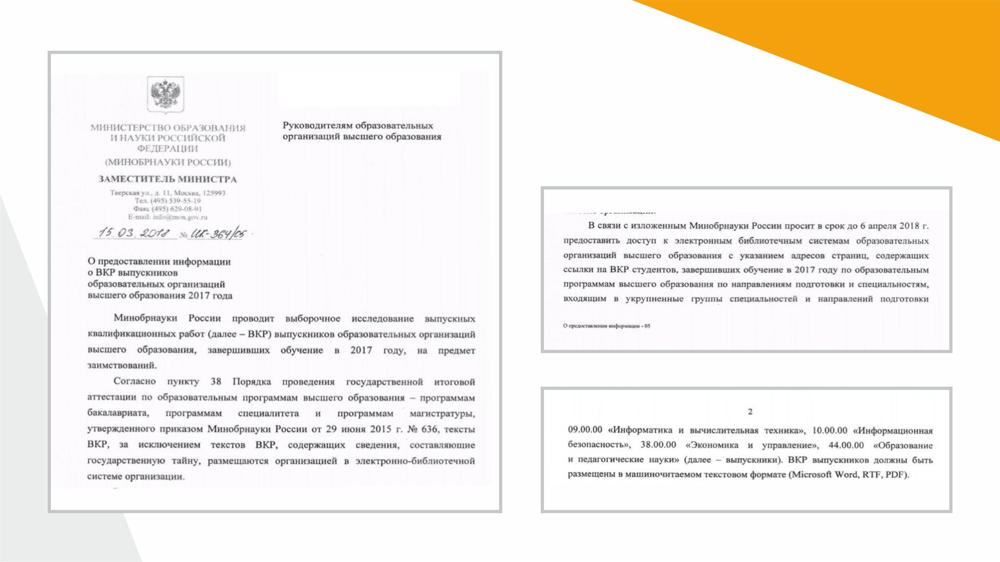 МИНИСТЕРСТВО ОБРАЗОВАНИЯ
И НАУКИ РОССИЙСКОЙ
ФЕДЕРАЦИИ
(МИНОБРНАУКИ РОССИИ)
ЗАМЕСТИТЕЛЬ МИНИСТРА
Тверская ул., д. 11, Москва, 125993
Тел. (495) 539-55-19
Факс (495) 629-08-91
E-mail: info@mon.gov.ru
15.03.2018 № ИК-364/05
Руководителям образовательных
организаций высшего образования
О предоставлении информации
о ВКР выпускников
образовательных организаций
высшего образования 2017 года
Минобрнауки России проводит выборочное исследование выпускных
квалификационных работ (далее – ВКР) выпускников образовательных организаций
высшего образования, завершивших обучение в 2017 году, на предмет
заимствований.
Согласно пункту 38 Порядка проведения государственной итоговой
аттестации по образовательным программам высшего образования – программам
бакалавриата, программам специалитета и программам магистратуры,
утвержденного приказом Минобрнауки России от 29 июня 2015 г. № 636, тексты
ВКР, за исключением текстов ВКР, содержащих сведения, составляющие
государственную тайну, размещаются организацией в электронно-библиотечной
системе организации.
В связи с изложенным Минобрнауки России просит в срок до 6 апреля 2018 г.
предоставить доступ к электронным библиотечным системам образовательных
организаций высшего образования с указанием адресов страниц, содержащих
ссылки на ВКР студентов, завершивших обучение в 2017 году по образовательным
программам высшего образования по направлениям подготовки и специальностям,
входящим в укрупненные группы специальностей и направлений подготовки
О предоставлении информации - 05
2
09.00.00 «Информатика и вычислительная техника», 10.00.00 «Информационная
безопасность», 38.00.00 «Экономика и управление», 44.00.00 «Образование
и педагогические науки» (далее – выпускники). ВКР выпускников должны быть
размещены в машиночитаемом текстовом формате (Microsoft Word, RTF, PDF).